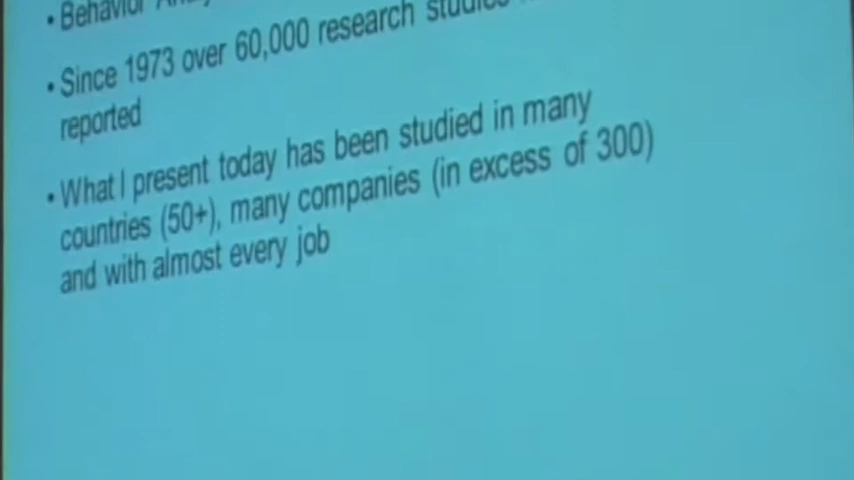 • Behavior
• Since 1973 over 60,000 research studies
reported
• What I present today has been studied in many
countries (50+), many companies (in excess of 300)
and with almost every job